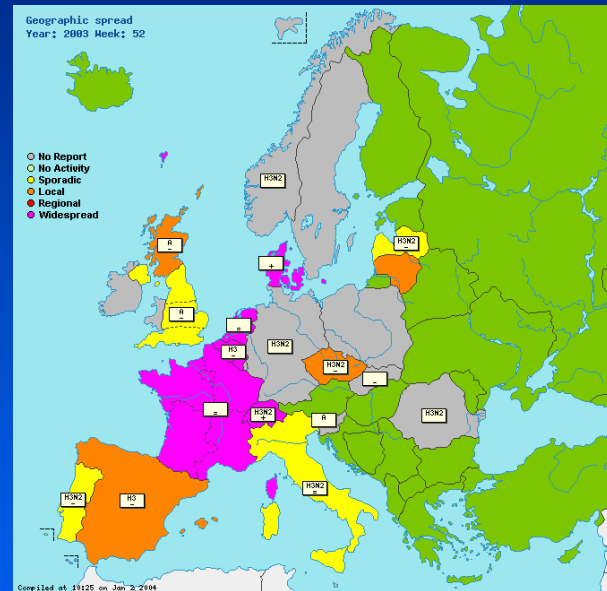 Geographic spread
Year: 2003 Week: 52
No Report
No Activity
Sporadic
Local
Regional
Widespread
H3N2
A
–
H3N2
–
+
A
–
=
H3
–
H3N2
H3N2
–
–
=
H3N2
+
A
H3N2
H3N2
–
H3
–
H3N2
=
Compiled at 10:25 on Jan 2 2004